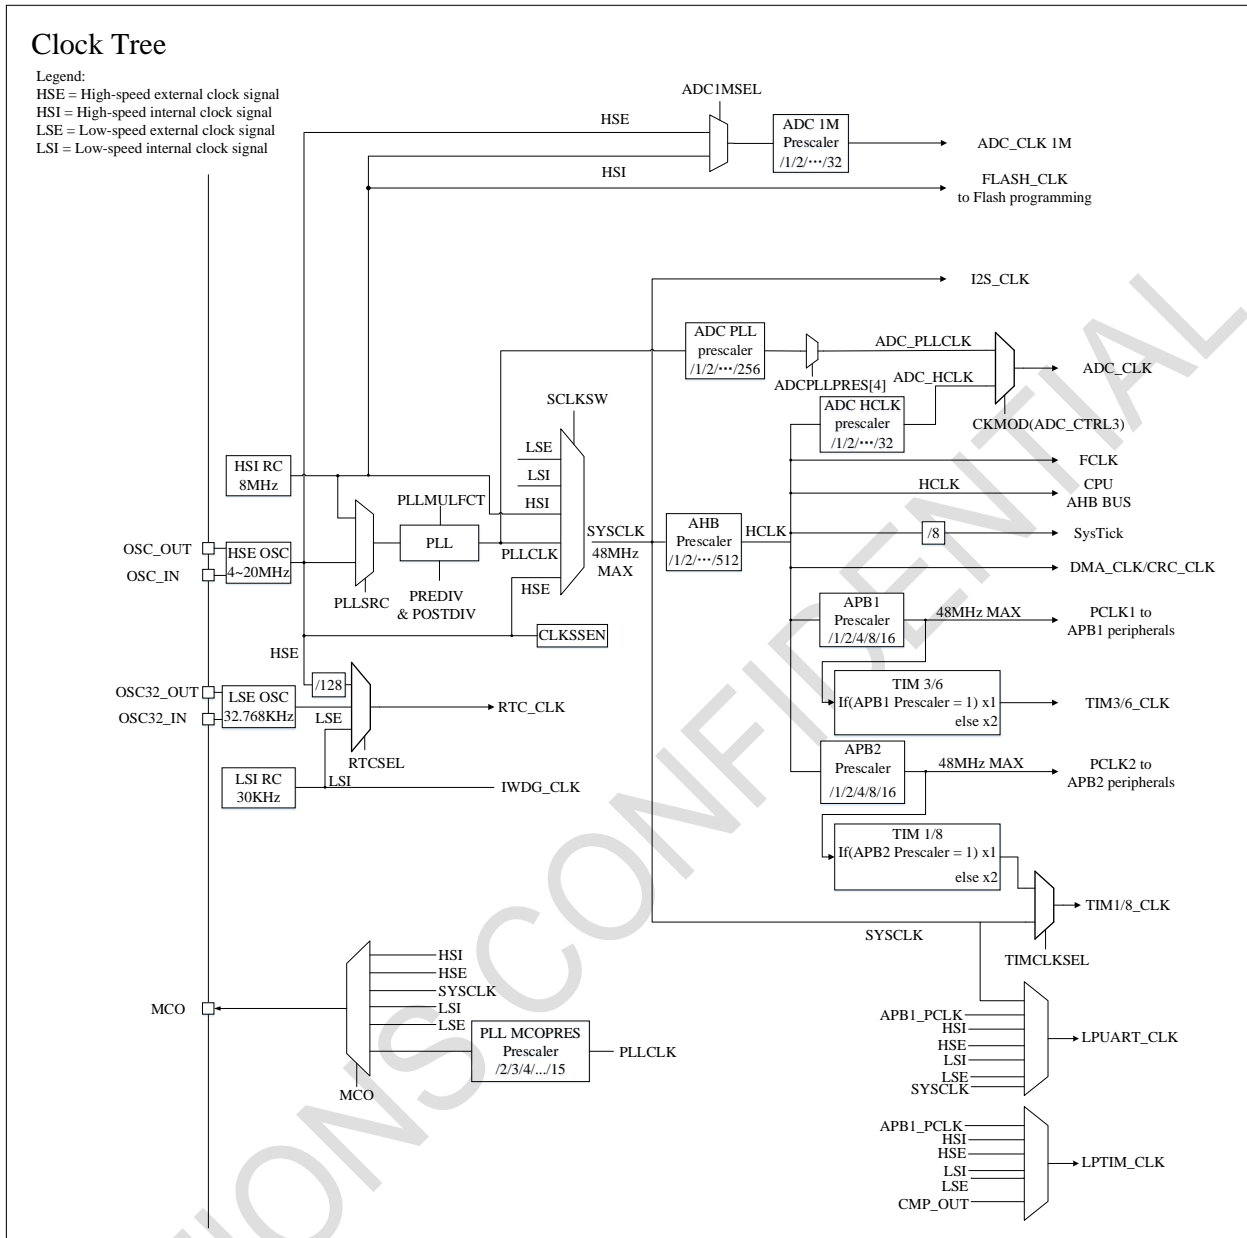 Clock Tree
Legend:
HSE = High-speed external clock signal
HSI = High-speed internal clock signal
LSE = Low-speed external clock signal
LSI = Low-speed internal clock signal
ADC1MSEL
HSE
ADC 1M
Prescaler
/1/2/···/32
ADC_CLK 1M
HSI
FLASH_CLK
to Flash programming
I2S_CLK
ADC PLL
prescaler
/1/2/···/256
ADCPLLPRES[4]
ADC_PLLCLK
ADC_HCLK
ADC_CLK
CKMOD(ADC_CTRL3)
ADC HCLK
prescaler
/1/2/···/32
SCLKSW
LSE
LSI
HSI
PLLCLK
HSE
HSI RC
8MHz
PLLMULFCT
PLL
PREDIV
& POSTDIV
PLLSRC
OSC_OUT
OSC_IN
HSE OSC
4~20MHz
SYSCLK
48MHz
MAX
AHB
Prescaler
/1/2/···/512
HCLK
FCLK
HCLK
CPU
AHB BUS
/8
SysTick
DMA_CLK/CRC_CLK
APB1
Prescaler
/1/2/4/8/16
48MHz MAX
PCLK1 to
APB1 peripherals
CLKSSEN
HSE
/128
OSC32_OUT
OSC32_IN
LSE OSC
32.768KHz
LSE
RTC_CLK
RTCSEL
LSI RC
30KHz
LSI
IWDG_CLK
TIM 3/6
If(APB1 Prescaler = 1) x1
else x2
TIM3/6_CLK
APB2
Prescaler
/1/2/4/8/16
48MHz MAX
PCLK2 to
APB2 peripherals
TIM 1/8
If(APB2 Prescaler = 1) x1
else x2
TIM1/8_CLK
SYSCLK
TIMCLKSEL
MCO
HSI
HSE
SYSCLK
LSI
LSE
PLL MCOPRES
Prescaler
/2/3/4/.../15
PLLCLK
MCO
APB1_PCLK
HSI
HSE
LSI
LSE
SYSCLK
LPUART_CLK
APB1_PCLK
HSI
HSE
LSI
LSE
CMP_OUT
LPTIM_CLK
IONS CONFIDENTIAL